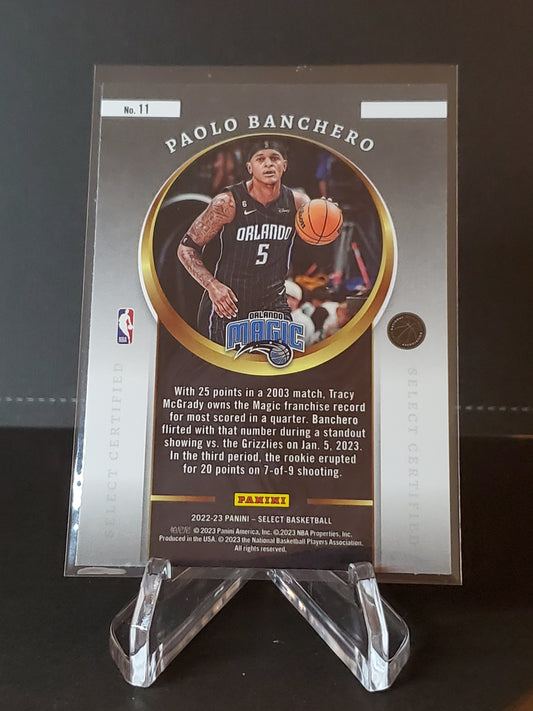 No. 11
PAOLO BANCHERO
6
Disney
ORLANDO
5
ORLANDO
MAGIC
NBA
SELECT CERTIFIED
SELECT CERTIFIED
With 25 points in a 2003 match, Tracy
McGrady owns the Magic franchise record
for most scored in a quarter. Banchero
flirted with that number during a standout
showing vs. the Grizzlies on Jan. 5, 2023.
In the third period, the rookie erupted
for 20 points on 7-of-9 shooting.
PANINI
2022-23 PANINI – SELECT BASKETBALL
© 2023 Panini America, Inc. ©,2023 NBA Properties, Inc.
Produced in the USA. © 2023 the National Basketball Players Association.
All rights reserved.